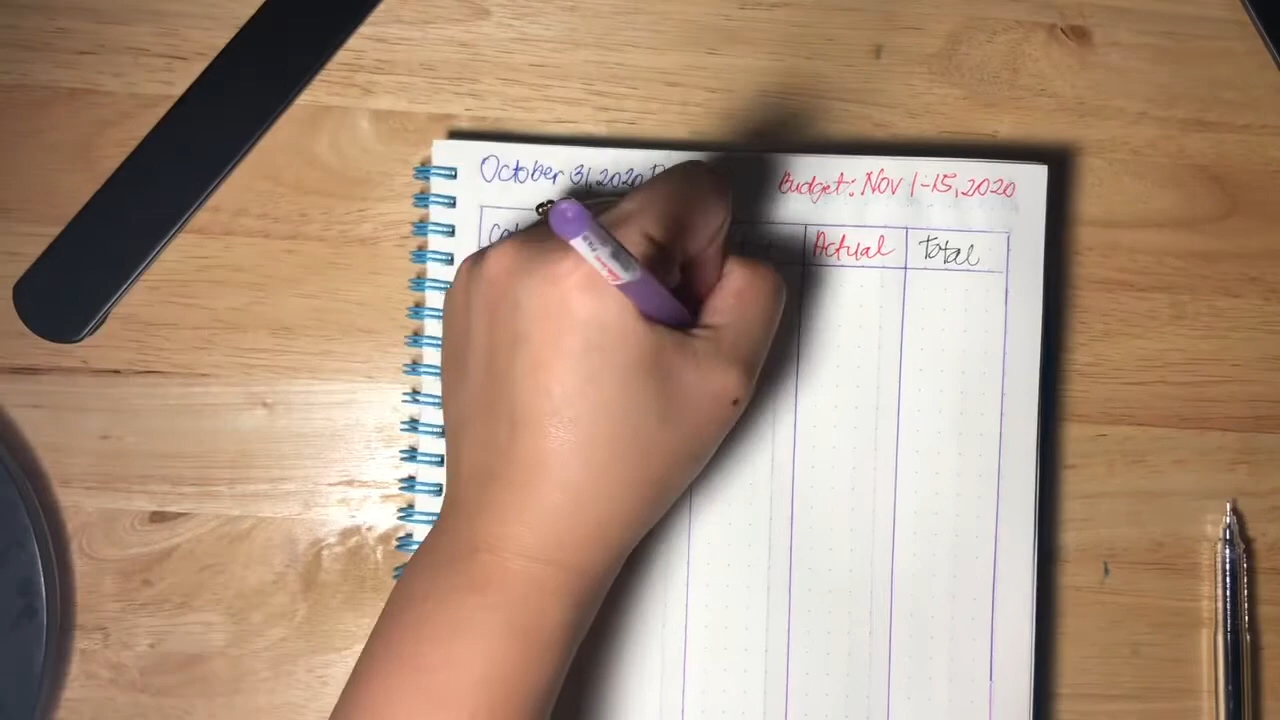 October 31, 2020
Budget: Nov 1-15, 2020
Actual
Total